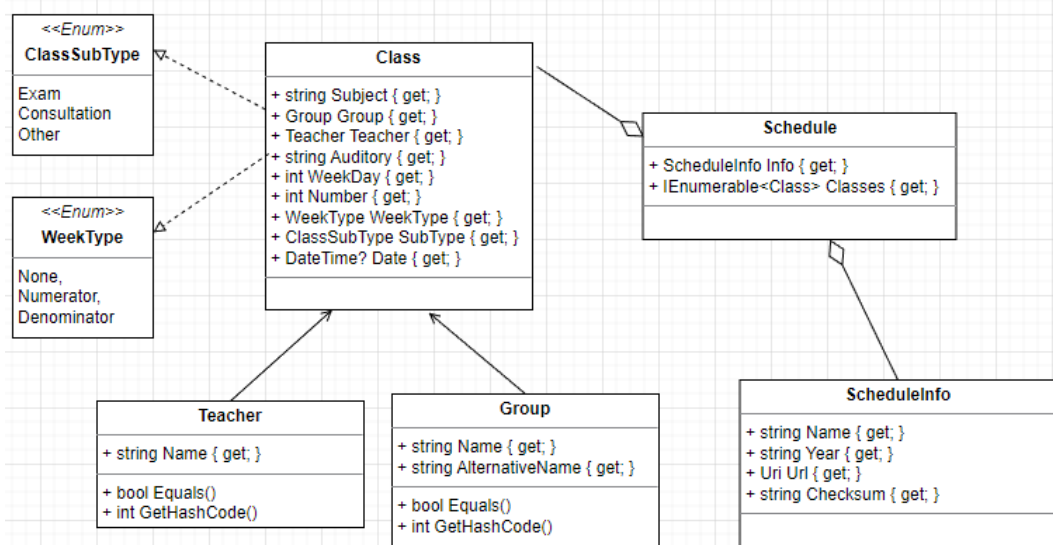 <<Enum>>
ClassSubType
Exam
Consultation
Other
<<Enum>>
WeekType
None,
Numerator,
Denominator
Class
+ string Subject { get; }
+ Group Group { get; }
+ Teacher Teacher { get; }
+ string Auditory { get; }
+ int WeekDay { get; }
+ int Number { get; }
+ WeekType WeekType { get; }
+ ClassSubType SubType { get; }
+ DateTime? Date { get; }
Schedule
+ ScheduleInfo Info { get; }
+ IEnumerable<Class> Classes { get; }
Teacher
+ string Name { get; }
+ bool Equals()
+ int GetHashCode()
Group
+ string Name { get; }
+ string AlternativeName { get; }
+ bool Equals()
+ int GetHashCode()
ScheduleInfo
+ string Name { get; }
+ string Year { get; }
+ Uri Url { get; }
+ string Checksum { get; }